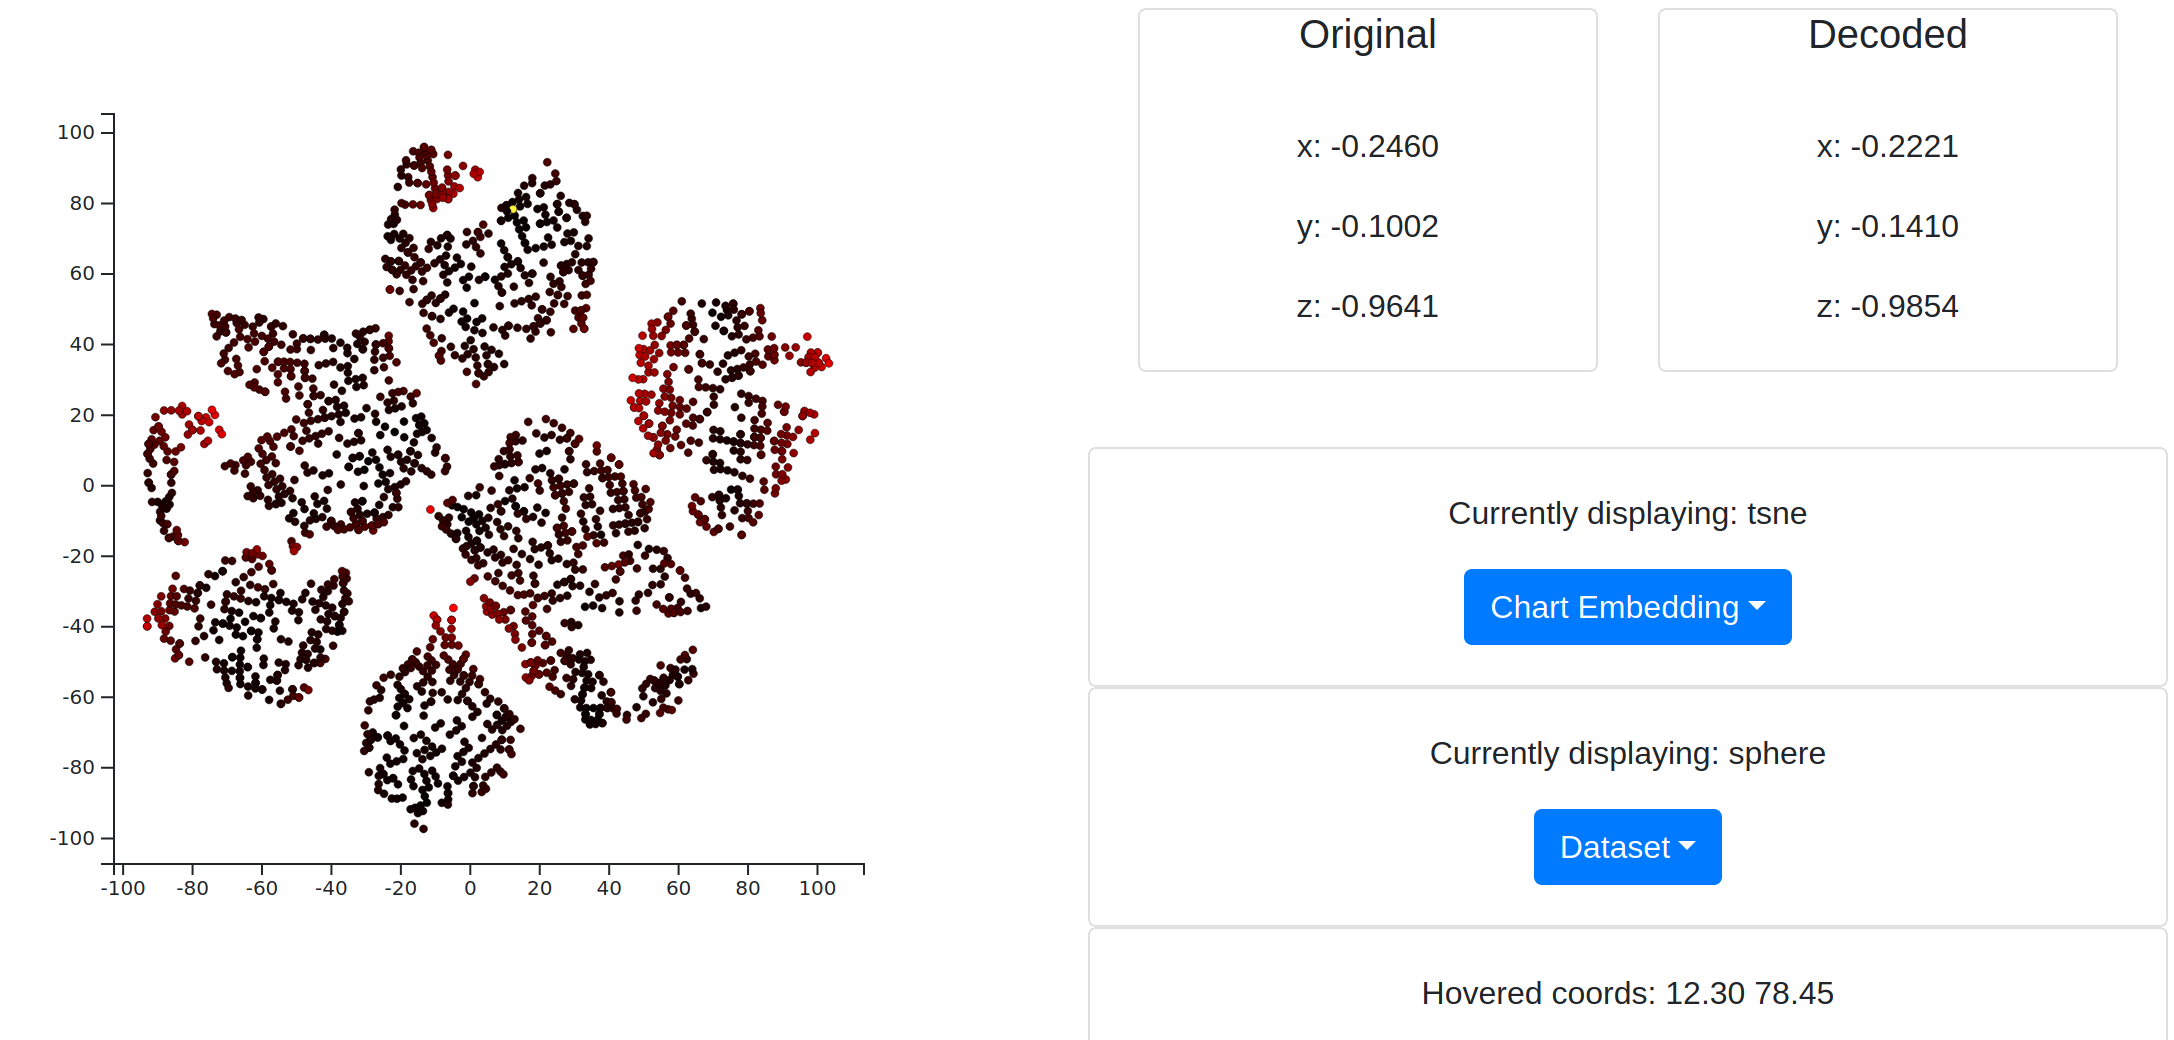 Original
Decoded
x: -0.2460
y: -0.1002
z: -0.9641
x: -0.2221
y: -0.1410
z: -0.9854
100
80
60
40
20
0
-20
-40
-60
-80
-100
-100 -80 -60 -40 -20 0 20 40 60 80 100
Currently displaying: tsne
Chart Embedding
Currently displaying: sphere
Dataset
Hovered coords: 12.30 78.45